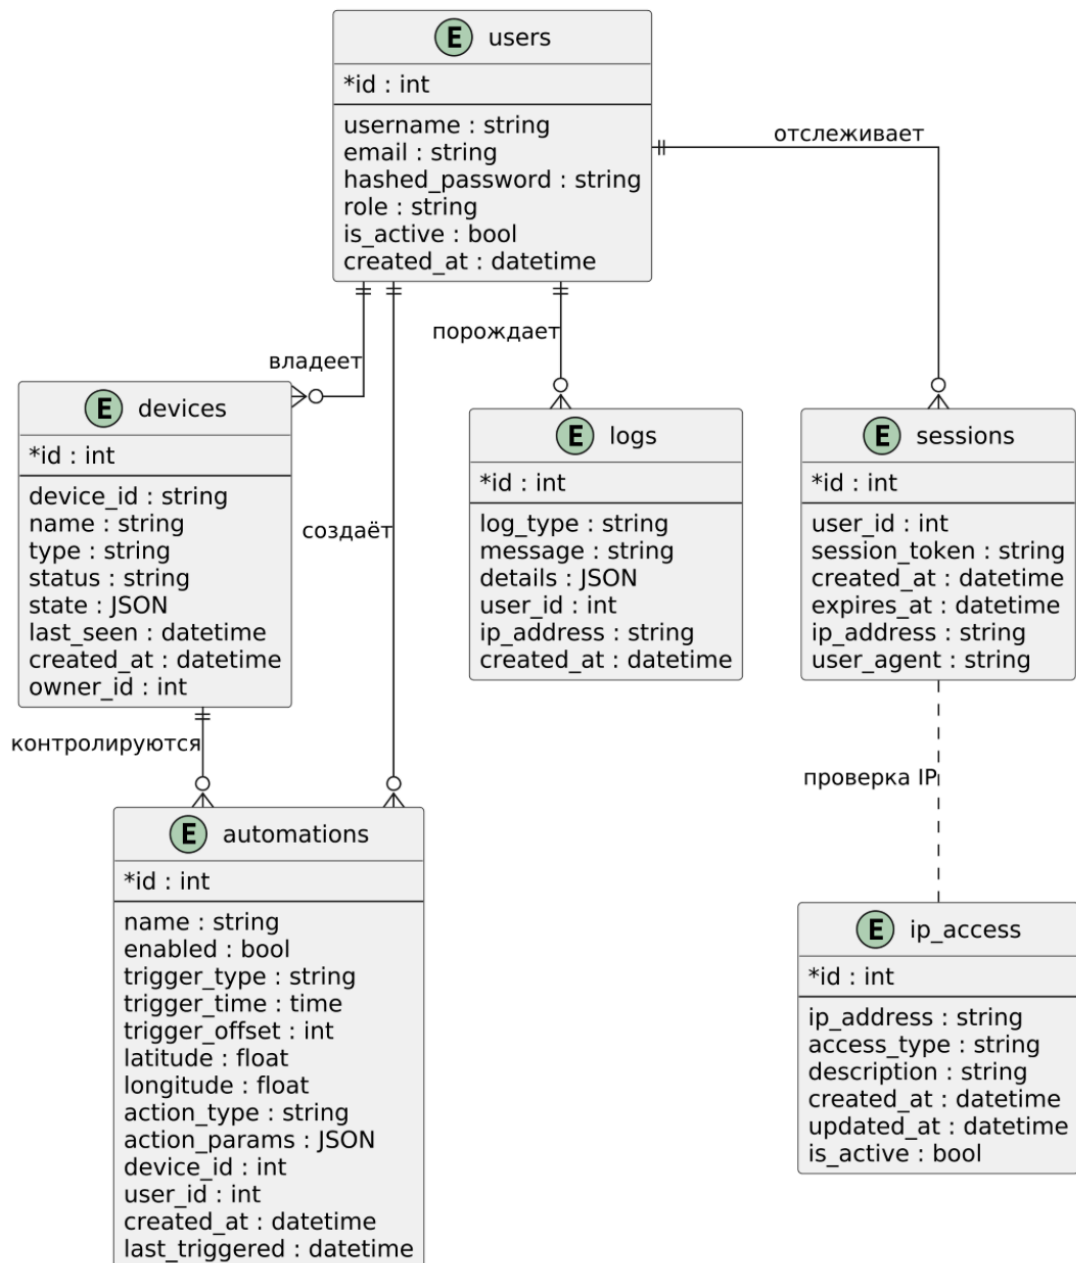 E users
*id : int
username : string
email : string
hashed_password : string
role : string
is_active : bool
created_at : datetime
отслеживает
порождает
владеет
E devices
*id : int
device_id : string
name : string
type : string
status : string
state : JSON
last_seen : datetime
created_at : datetime
owner_id : int
создаёт
E logs
*id : int
log_type : string
message : string
details : JSON
user_id : int
ip_address : string
created_at : datetime
E sessions
*id : int
user_id : int
session_token : string
created_at : datetime
expires_at : datetime
ip_address : string
user_agent : string
контролируются
проверка IP
E automations
*id : int
name : string
enabled : bool
trigger_type : string
trigger_time : time
trigger_offset : int
latitude : float
longitude : float
action_type : string
action_params : JSON
device_id : int
user_id : int
created_at : datetime
last_triggered : datetime
E ip_access
*id : int
ip_address : string
access_type : string
description : string
created_at : datetime
updated_at : datetime
is_active : bool